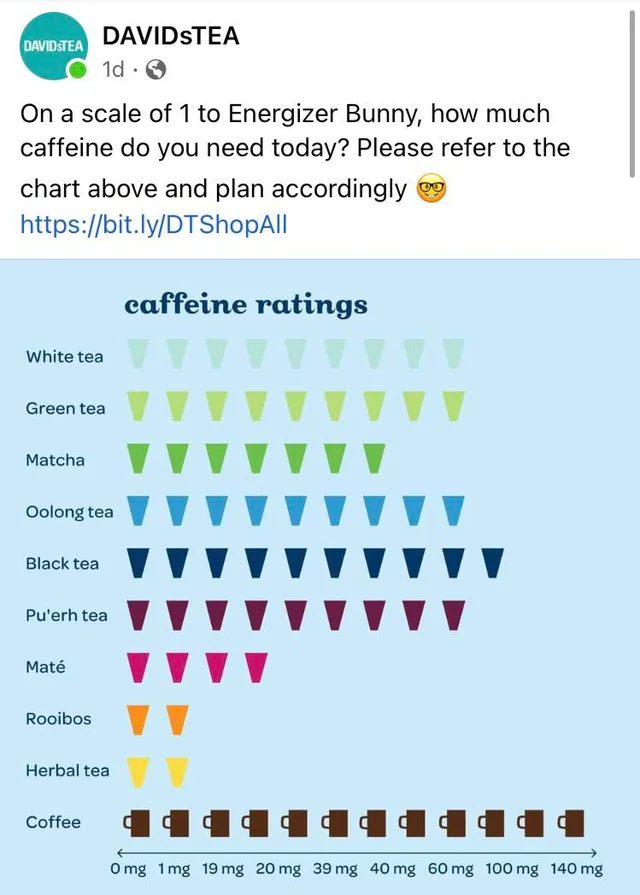 DAVIDsTEA
DAVIDsTEA
1d ·
On a scale of 1 to Energizer Bunny, how much
caffeine do you need today? Please refer to the
chart above and plan accordingly 🤓
https://bit.ly/DTShopAll
caffeine ratings
White tea
Green tea
Matcha
Oolong tea
Black tea
Pu'erh tea
Maté
Rooibos
Herbal tea
Coffee
0 mg 1 mg 19 mg 20 mg 39 mg 40 mg 60 mg 100 mg 140 mg